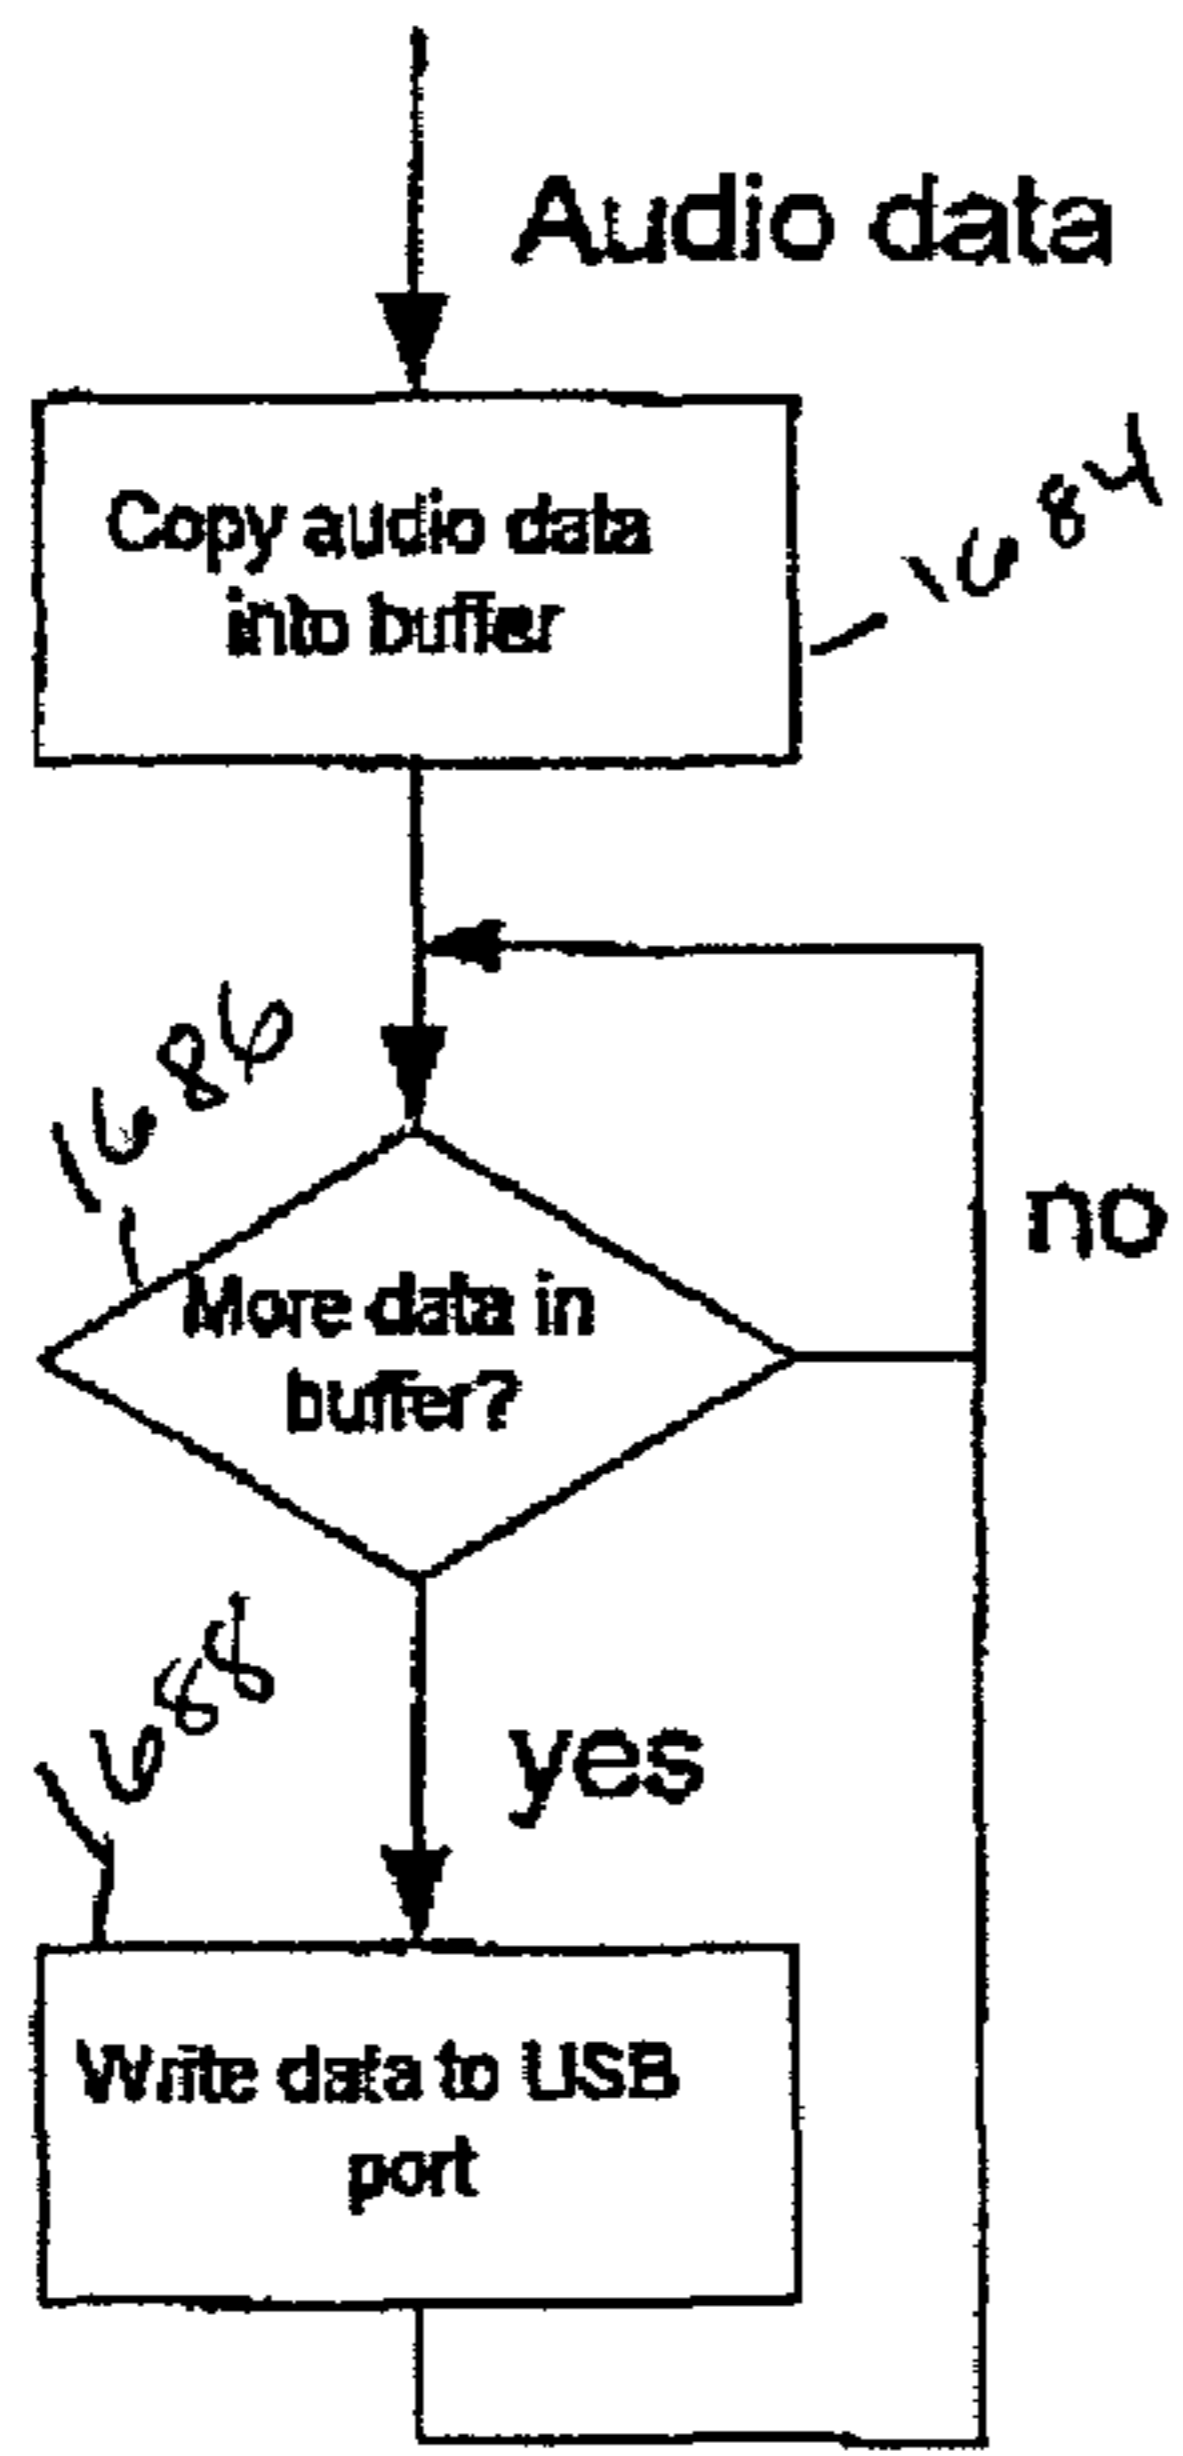 Audio data
Copy audio data
into buffer
1684
1686
More data in
buffer?
no
1688
yes
Write data to USB
port